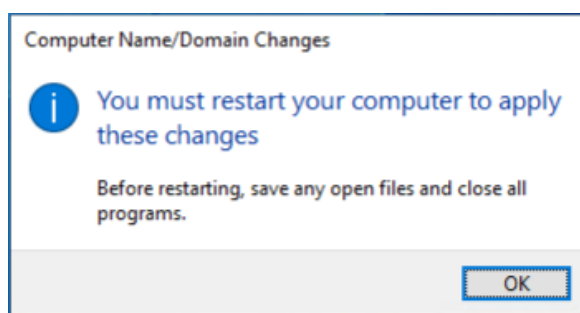 Computer Name/Domain Changes
i
You must restart your computer to apply
these changes
Before restarting, save any open files and close all
programs.
OK